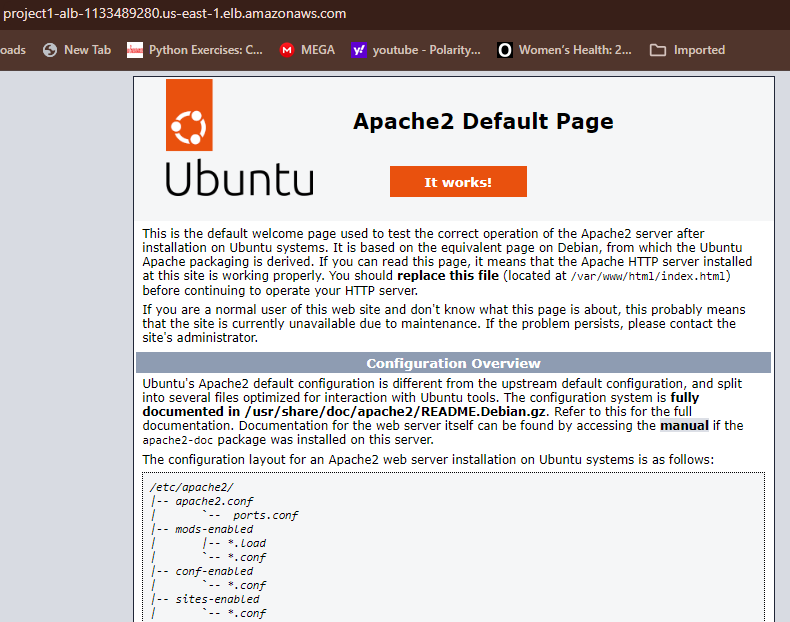 project1-alb-1133489280.us-east-1.elb.amazonaws.com
oads New Tab Python Exercises: C... MEGA youtube - Polarity... Women's Health: 2... Imported
Apache2 Default Page
Ubuntu
It works!
This is the default welcome page used to test the correct operation of the Apache2 server after
installation on Ubuntu systems. It is based on the equivalent page on Debian, from which the Ubuntu
Apache packaging is derived. If you can read this page, it means that the Apache HTTP server installed
at this site is working properly. You should replace this file (located at /var/www/html/index.html)
before continuing to operate your HTTP server.
If you are a normal user of this web site and don't know what this page is about, this probably means
that the site is currently unavailable due to maintenance. If the problem persists, please contact the
site's administrator.
Configuration Overview
Ubuntu's Apache2 default configuration is different from the upstream default configuration, and split
into several files optimized for interaction with Ubuntu tools. The configuration system is fully
documented in /usr/share/doc/apache2/README.Debian.gz. Refer to this for the full
documentation. Documentation for the web server itself can be found by accessing the manual if the
apache2-doc package was installed on this server.
The configuration layout for an Apache2 web server installation on Ubuntu systems is as follows:
/etc/apache2/
|-- apache2.conf
|       `--  ports.conf
|-- mods-enabled
|       |-- *.load
|       `-- *.conf
|-- conf-enabled
|       `-- *.conf
|-- sites-enabled
|       `-- *.conf